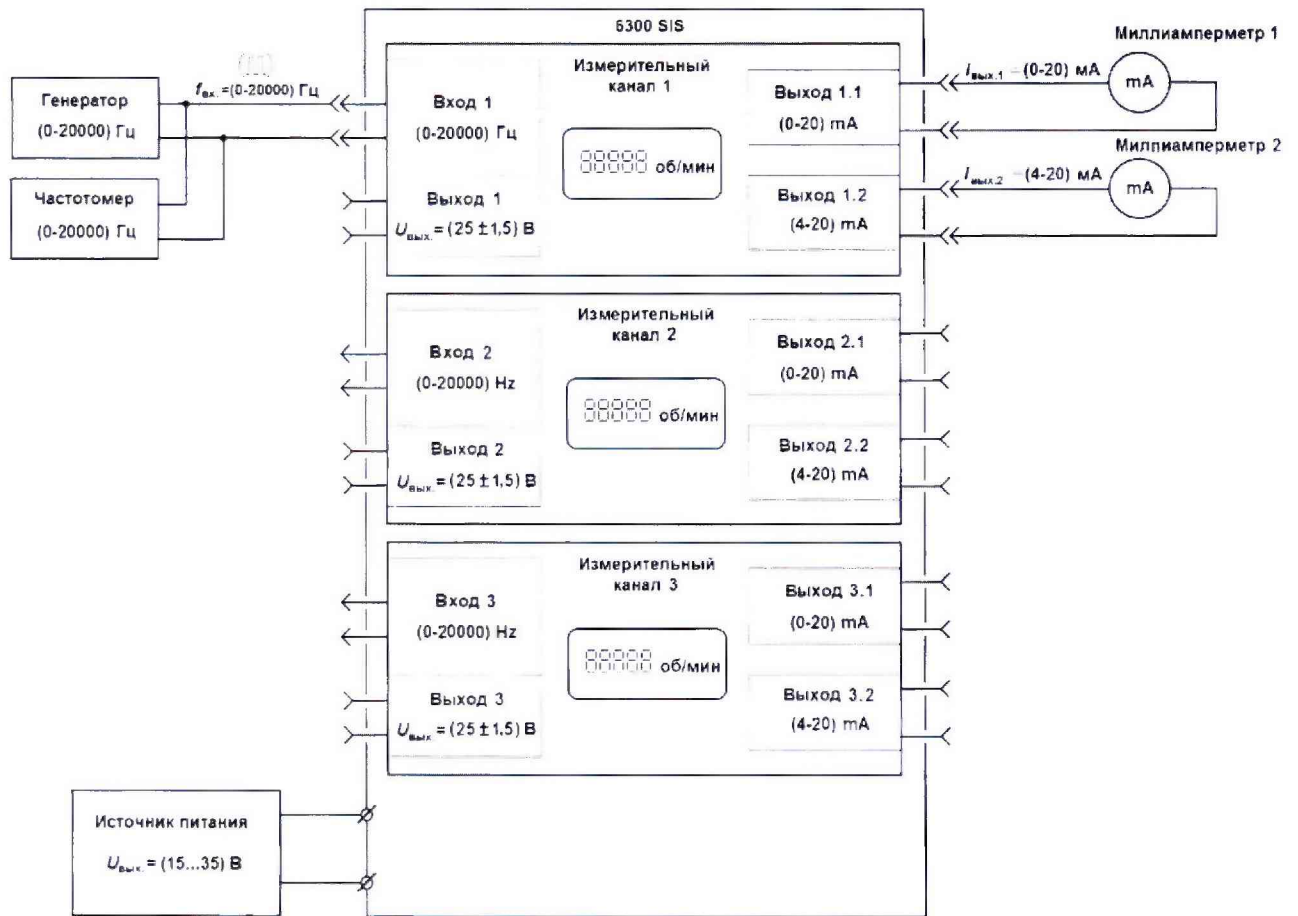 6300 SIS
Миллиамперметр 1
Измерительный
канал 1
Генератор
(0-20000) Гц
fвх.=(0-20000) Гц
Вход 1
(0-20000) Гц
88888 об/мин
Выход 1.1
(0-20) mA
Iвых.1 = (0-20) мА
mA
Миллиамперметр 2
Частотомер
(0-20000) Гц
Выход 1
Uвых. = (25 ± 1,5) В
Выход 1.2
(4-20) mA
Iвых.2 = (4-20) мА
mA
Измерительный
канал 2
Вход 2
(0-20000) Hz
88888 об/мин
Выход 2.1
(0-20) mA
Выход 2
Uвых. = (25 ± 1.5) В
Выход 2.2
(4-20) mA
Измерительный
канал 3
Вход 3
(0-20000) Hz
88888 об/мин
Выход 3.1
(0-20) mA
Выход 3
Uвых. = (25 ± 1.5) В
Выход 3.2
(4-20) mA
Источник питания
Uвых. = (15...35) В